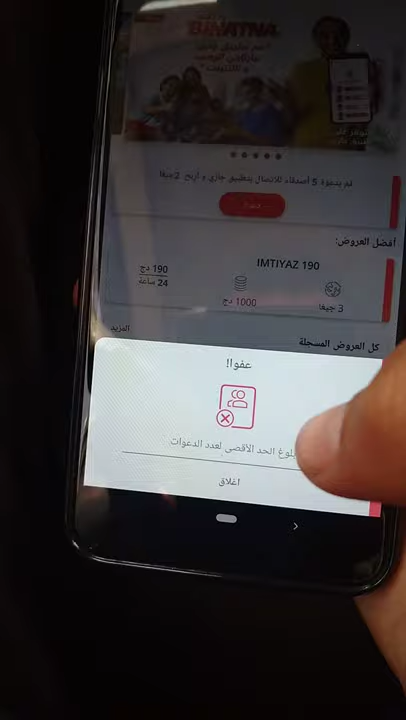 BINATNA
قم بدعوة 5 أصدقاء للاتصال بتطبيق جازي و اربح 2جيغا
أفضل العروض:
IMTIYAZ 190
190 دج
24 ساعة
3 جيغا
1000 دج
كل العروض المسجلة
المزيد
عفوا!
بلوغ الحد الأقصى لعدد الدعوات
اغلاق